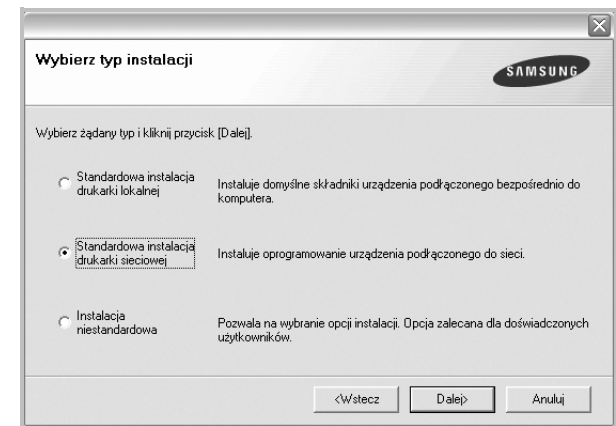 Wybierz typ instalacji
SAMSUNG
Wybierz żądany typ i kliknij przycisk [Dalej].
Standardowa instalacja
drukarki lokalnej
Instaluje domyślne składniki urządzenia podłączonego bezpośrednio do
komputera.
Standardowa instalacja
drukarki sieciowej
Instaluje oprogramowanie urządzenia podłączonego do sieci.
Instalacja
niestandardowa
Pozwala na wybranie opcji instalacji. Opcja zalecana dla doświadczonych
użytkowników.
<Wstecz
Dalej>
Anuluj